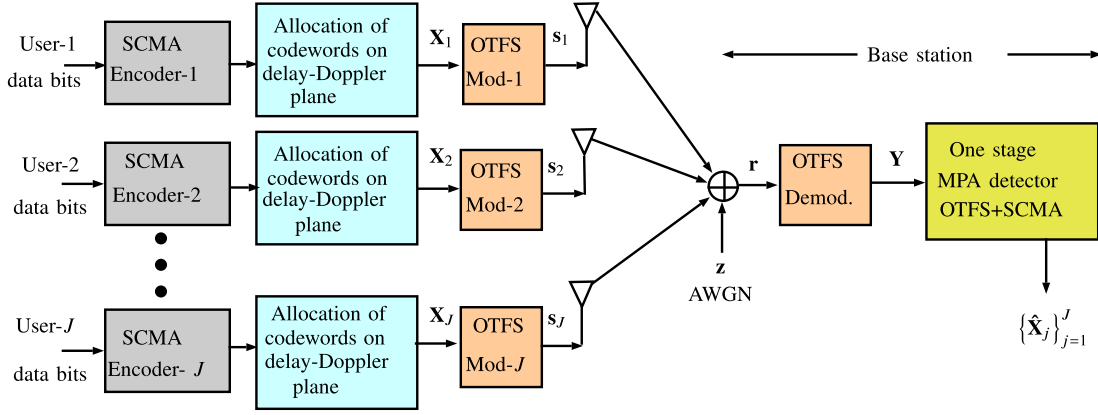 User-1
data bits
SCMA
Encoder-1
Allocation of
codewords on
delay-Doppler
plane
X₁
OTFS
Mod-1
s₁
Base station
User-2
data bits
SCMA
Encoder-2
Allocation of
codewords on
delay-Doppler
plane
X₂
OTFS
Mod-2
s₂
r
OTFS
Demod.
Y
One stage
MPA detector
OTFS+SCMA
z
AWGN
User-J
data bits
SCMA
Encoder- J
Allocation of
codewords on
delay-Doppler
plane
X_J
OTFS
Mod-J
s_J
{X̂_j}_{j=1}^J